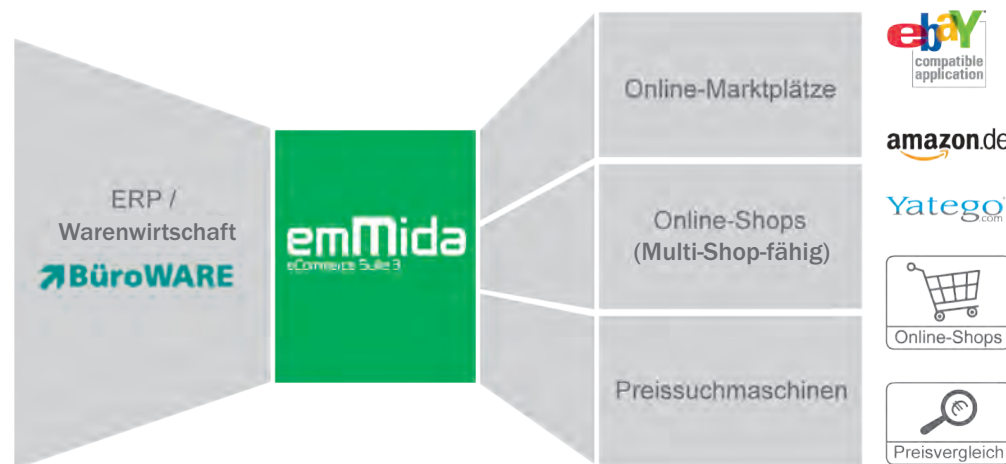 ERP /
Warenwirtschaft
BüroWARE
emMida
eCommerce Suite 3
Online-Marktplätze
Online-Shops
(Multi-Shop-fähig)
Preissuchmaschinen
ebaY
compatible
application
amazon.de
Yatego
.com
Online-Shops
Preisvergleich